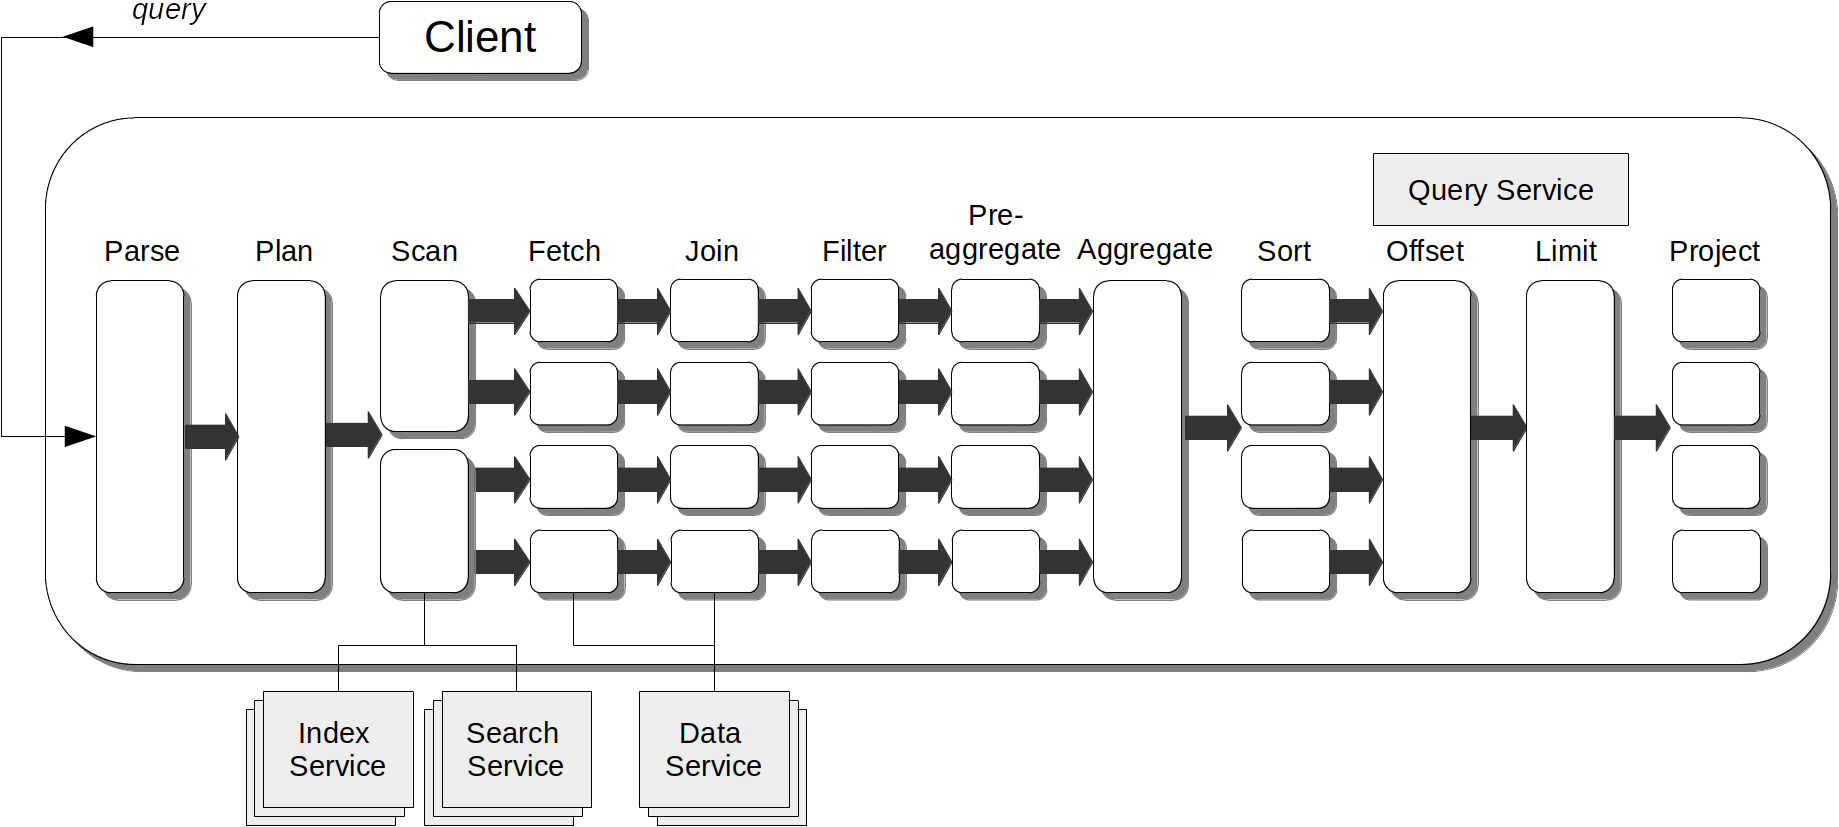 query
Client
Query Service
Parse
Plan
Scan
Fetch
Join
Filter
Pre-
aggregate
Aggregate
Sort
Offset
Limit
Project
Index
Service
Search
Service
Data
Service